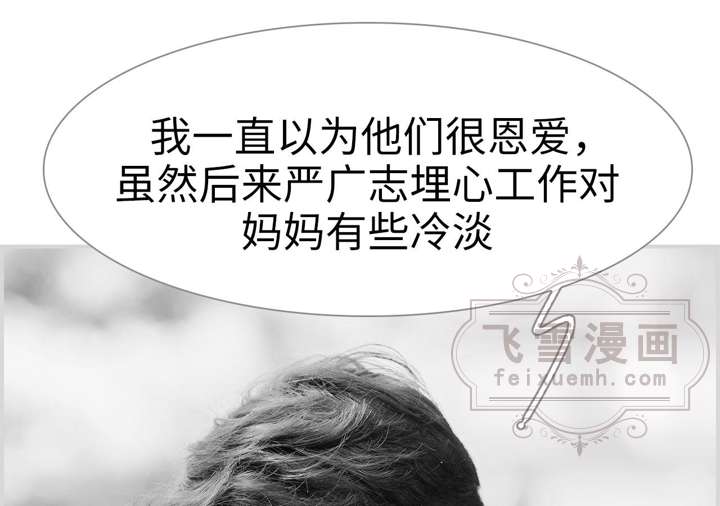 我一直以为他们很恩爱，
虽然后来严广志埋心工作对
妈妈有些冷淡
飞雪漫画
feixuemh.com